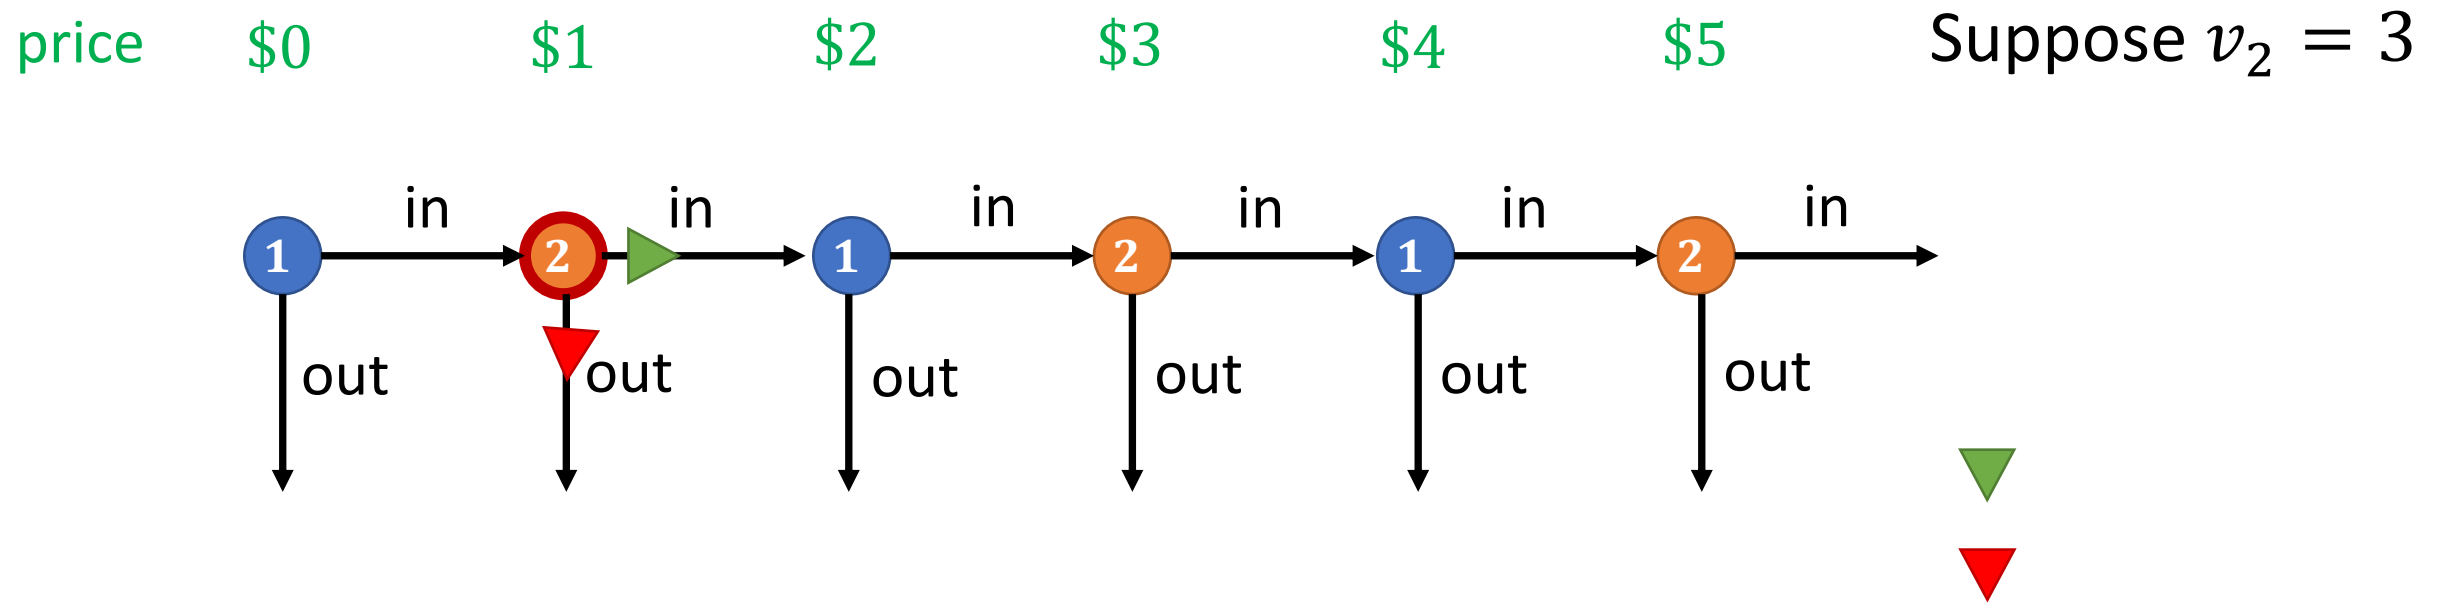 price $0 $1 $2 $3 $4 $5 Suppose v₂ = 3
in in in in in in
1 2 1 2 1 2
out out out out out out